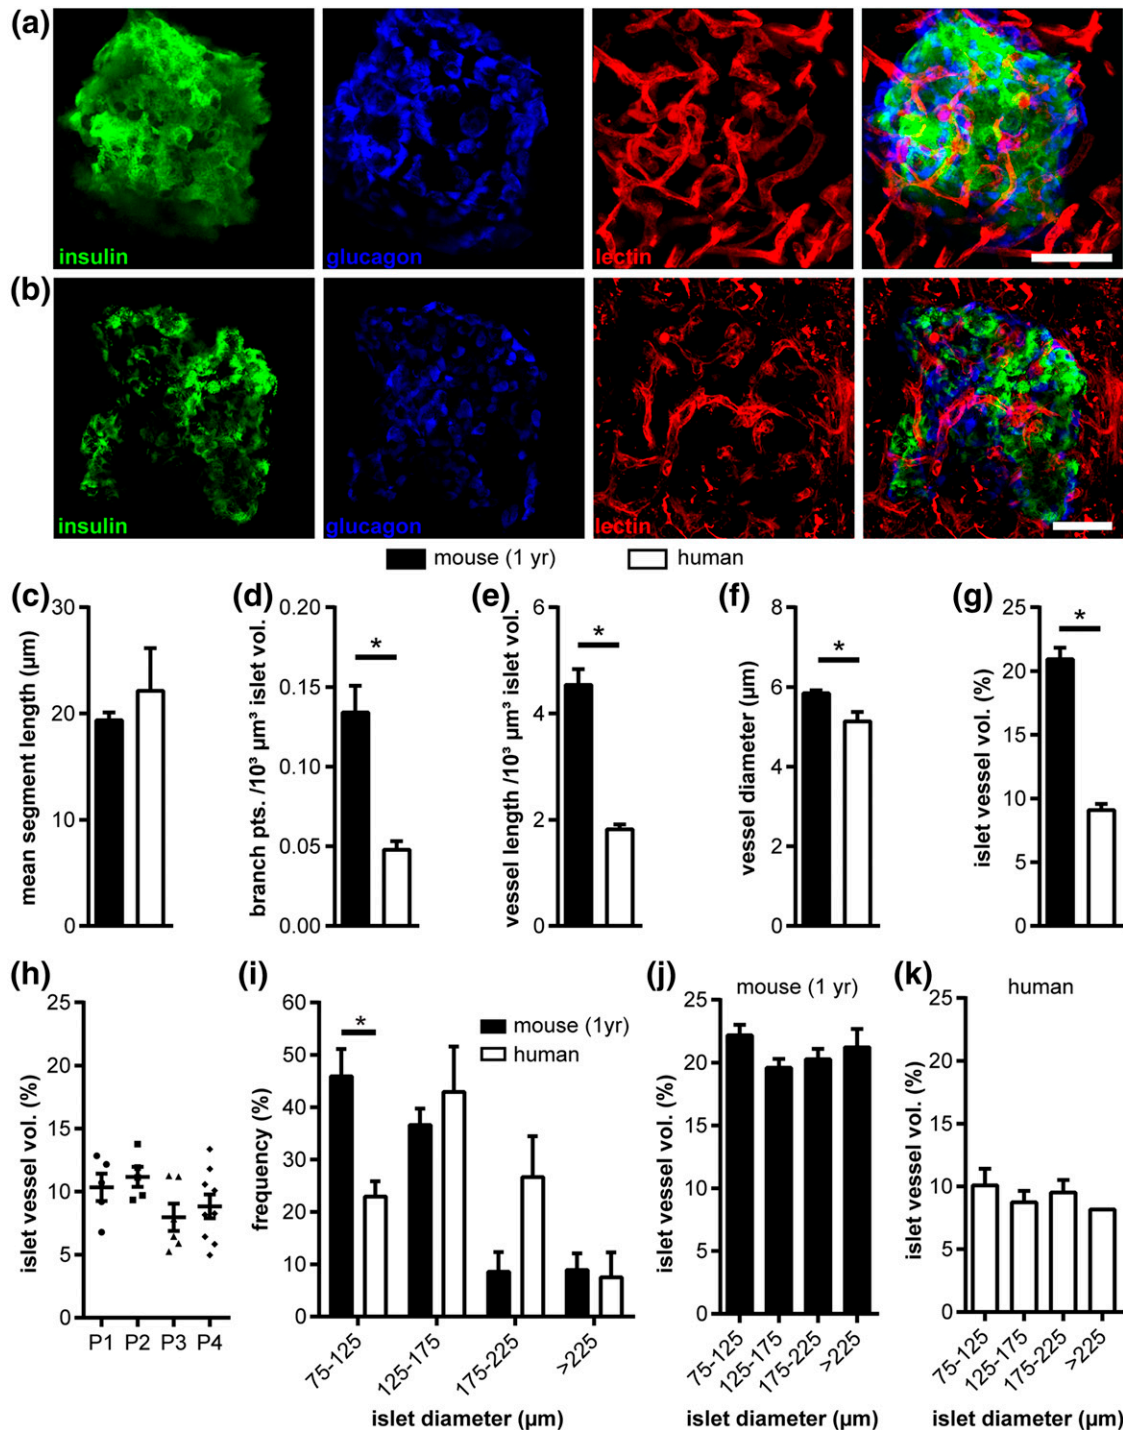 (a)
insulin
glucagon
lectin
(b)
insulin
glucagon
lectin
mouse (1 yr)
human
(c)
mean segment length (µm)
30
20
10
0
(d)
branch pts. /10³ µm³ islet vol.
0.20
0.15
0.10
0.05
0.00
*
(e)
vessel length /10³ µm³ islet vol.
6
4
2
0
*
(f)
vessel diameter (µm)
8
6
4
2
0
*
(g)
islet vessel vol. (%)
25
20
15
10
5
0
*
(h)
islet vessel vol. (%)
25
20
15
10
5
0
P1 P2 P3 P4
(i)
frequency (%)
60
50
40
30
20
10
0
*
mouse (1yr)
human
75-125
125-175
175-225
>225
islet diameter (µm)
(j)
mouse (1 yr)
islet vessel vol. (%)
25
20
15
10
5
0
75-125
125-175
175-225
>225
islet diameter (µm)
(k)
human
islet vessel vol. (%)
25
20
15
10
5
0
75-125
125-175
175-225
>225
islet diameter (µm)